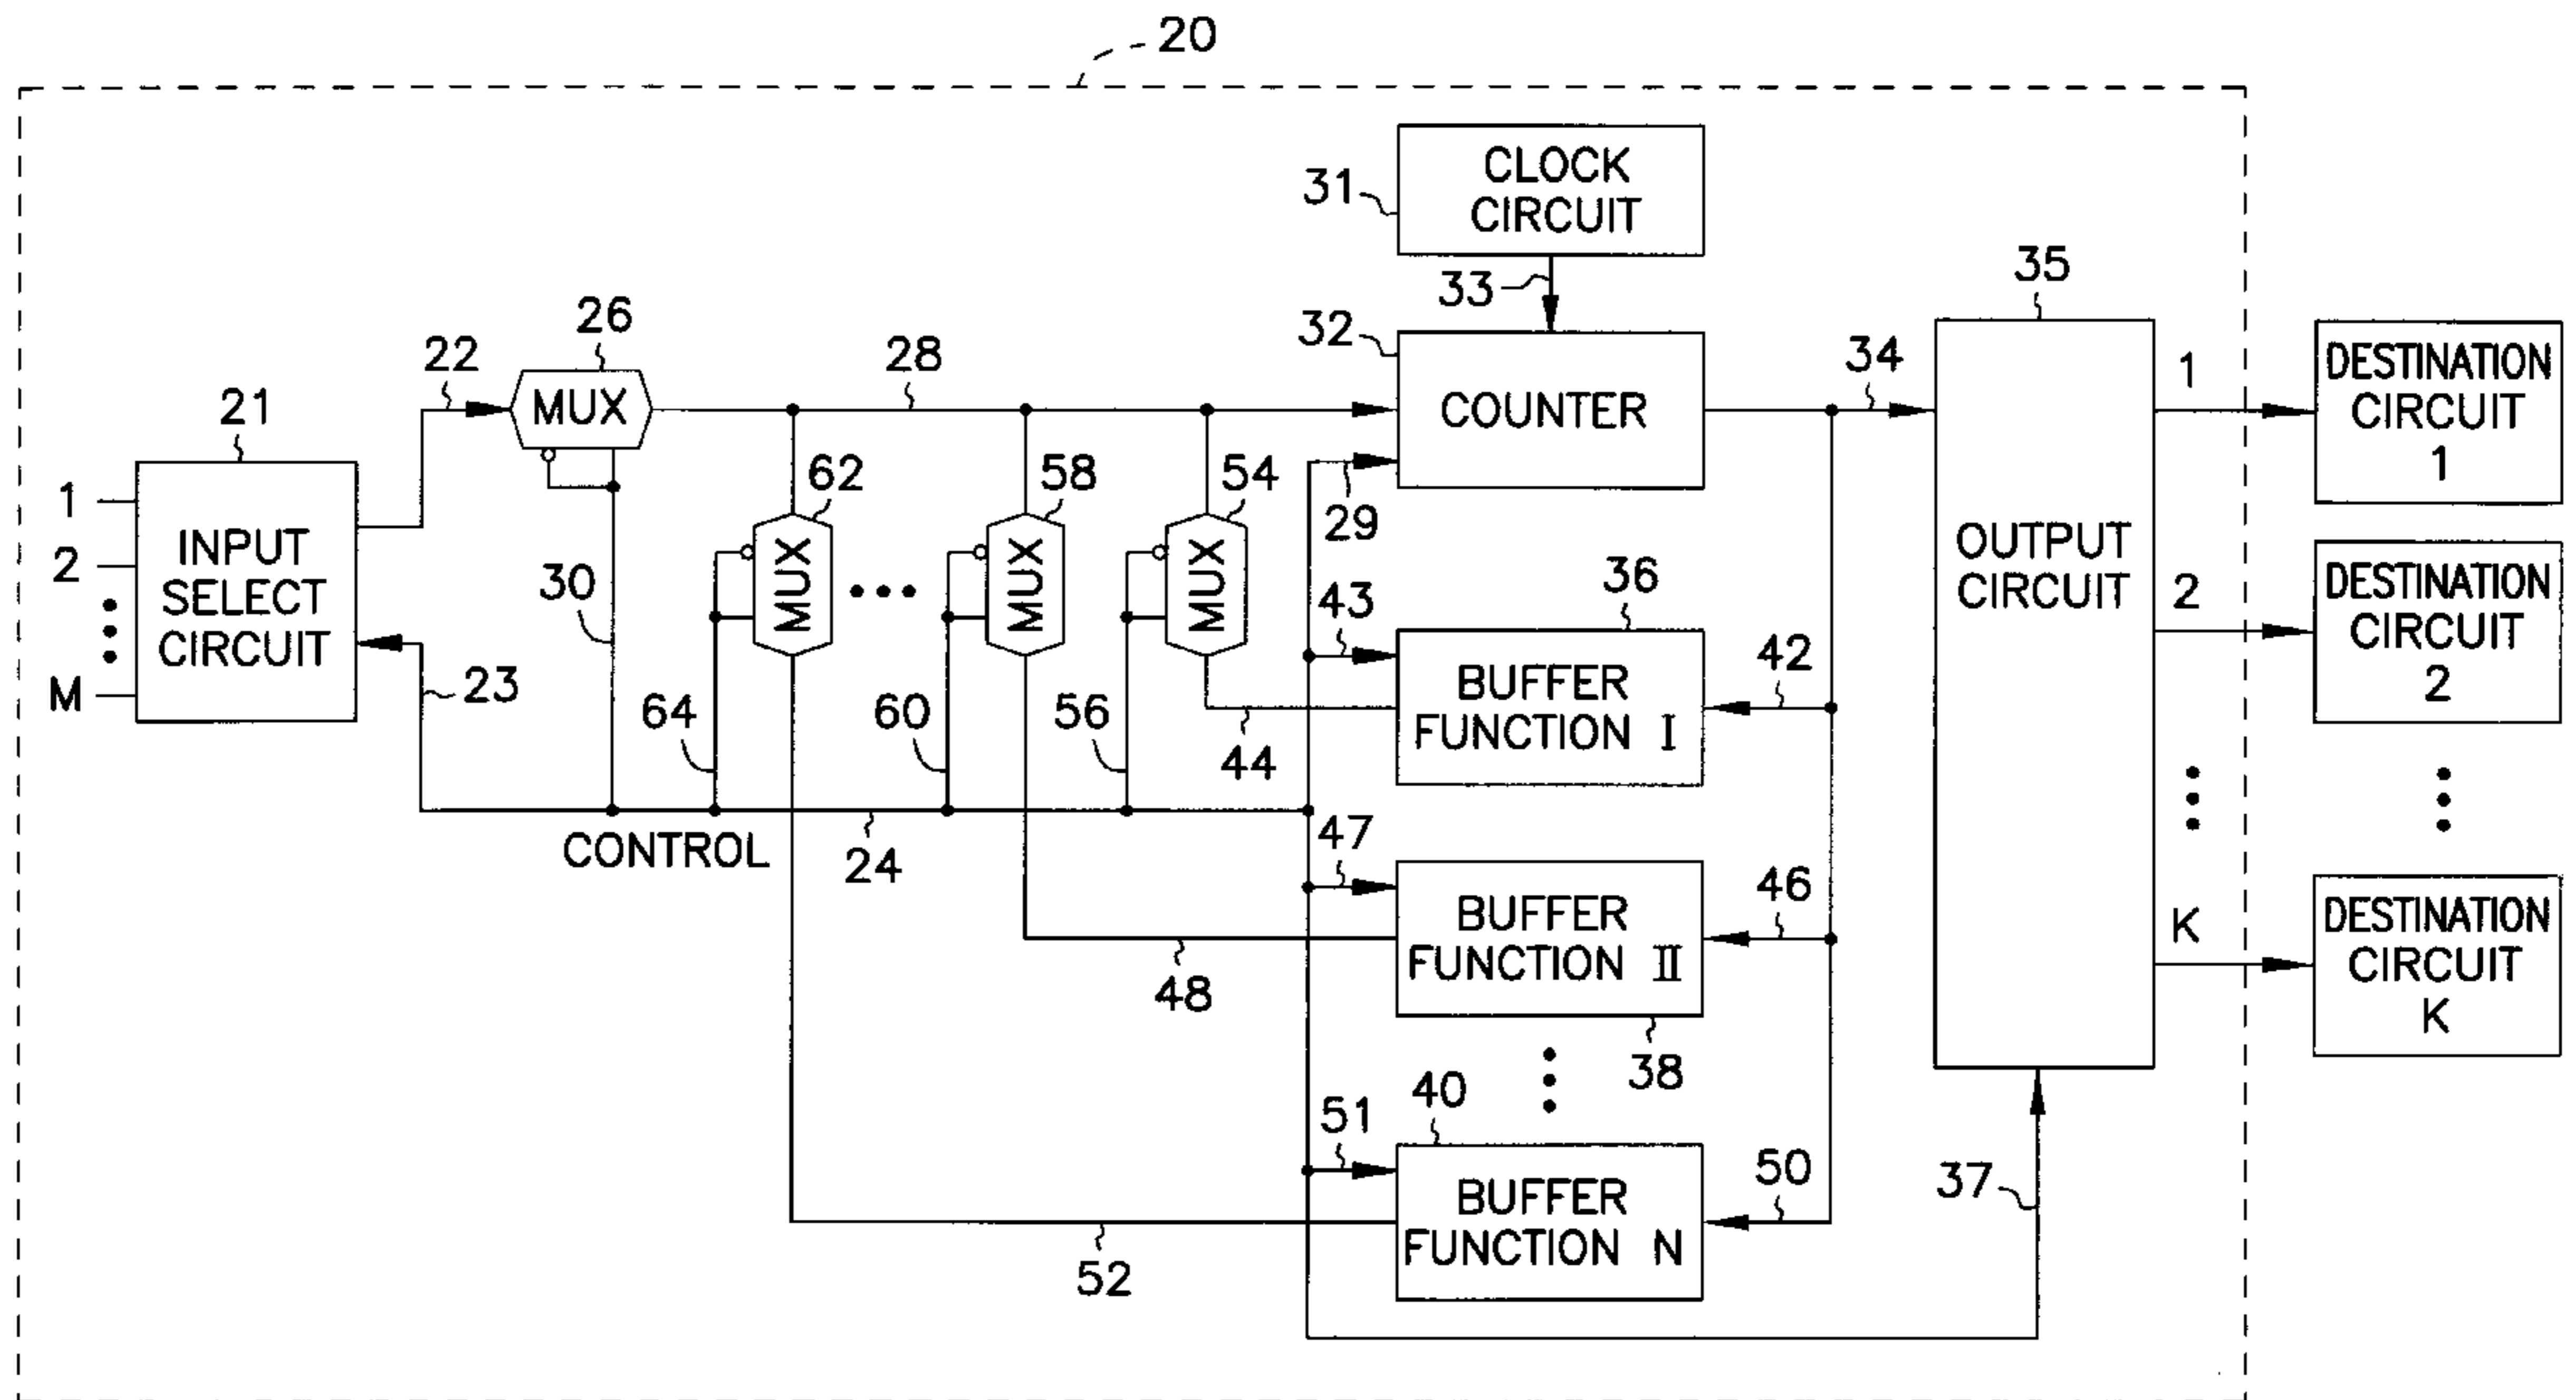 20
CLOCK
CIRCUIT
31
33
35
26
32
22
28
34
1
DESTINATION
CIRCUIT
1
21
MUX
COUNTER
62
58
54
29
1
2
M
INPUT
SELECT
CIRCUIT
MUX
MUX
MUX
OUTPUT
CIRCUIT
2
DESTINATION
CIRCUIT
2
30
43
36
23
42
64
60
56
44
BUFFER
FUNCTION I
CONTROL
24
47
46
BUFFER
FUNCTION II
K
DESTINATION
CIRCUIT
K
48
38
40
51
50
37
BUFFER
FUNCTION N
52